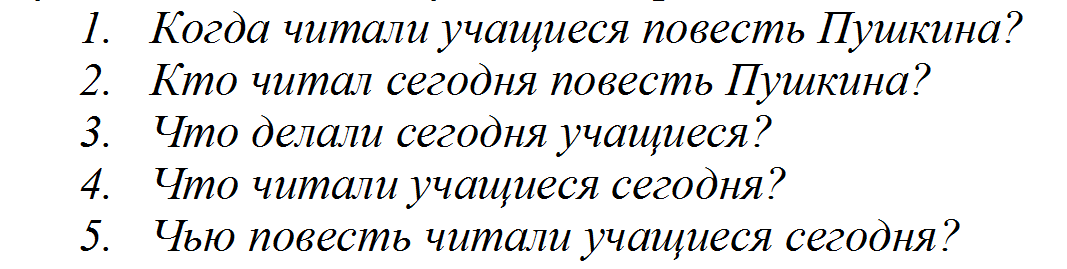 1. Когда читали учащиеся повесть Пушкина?
2. Кто читал сегодня повесть Пушкина?
3. Что делали сегодня учащиеся?
4. Что читали учащиеся сегодня?
5. Чью повесть читали учащиеся сегодня?